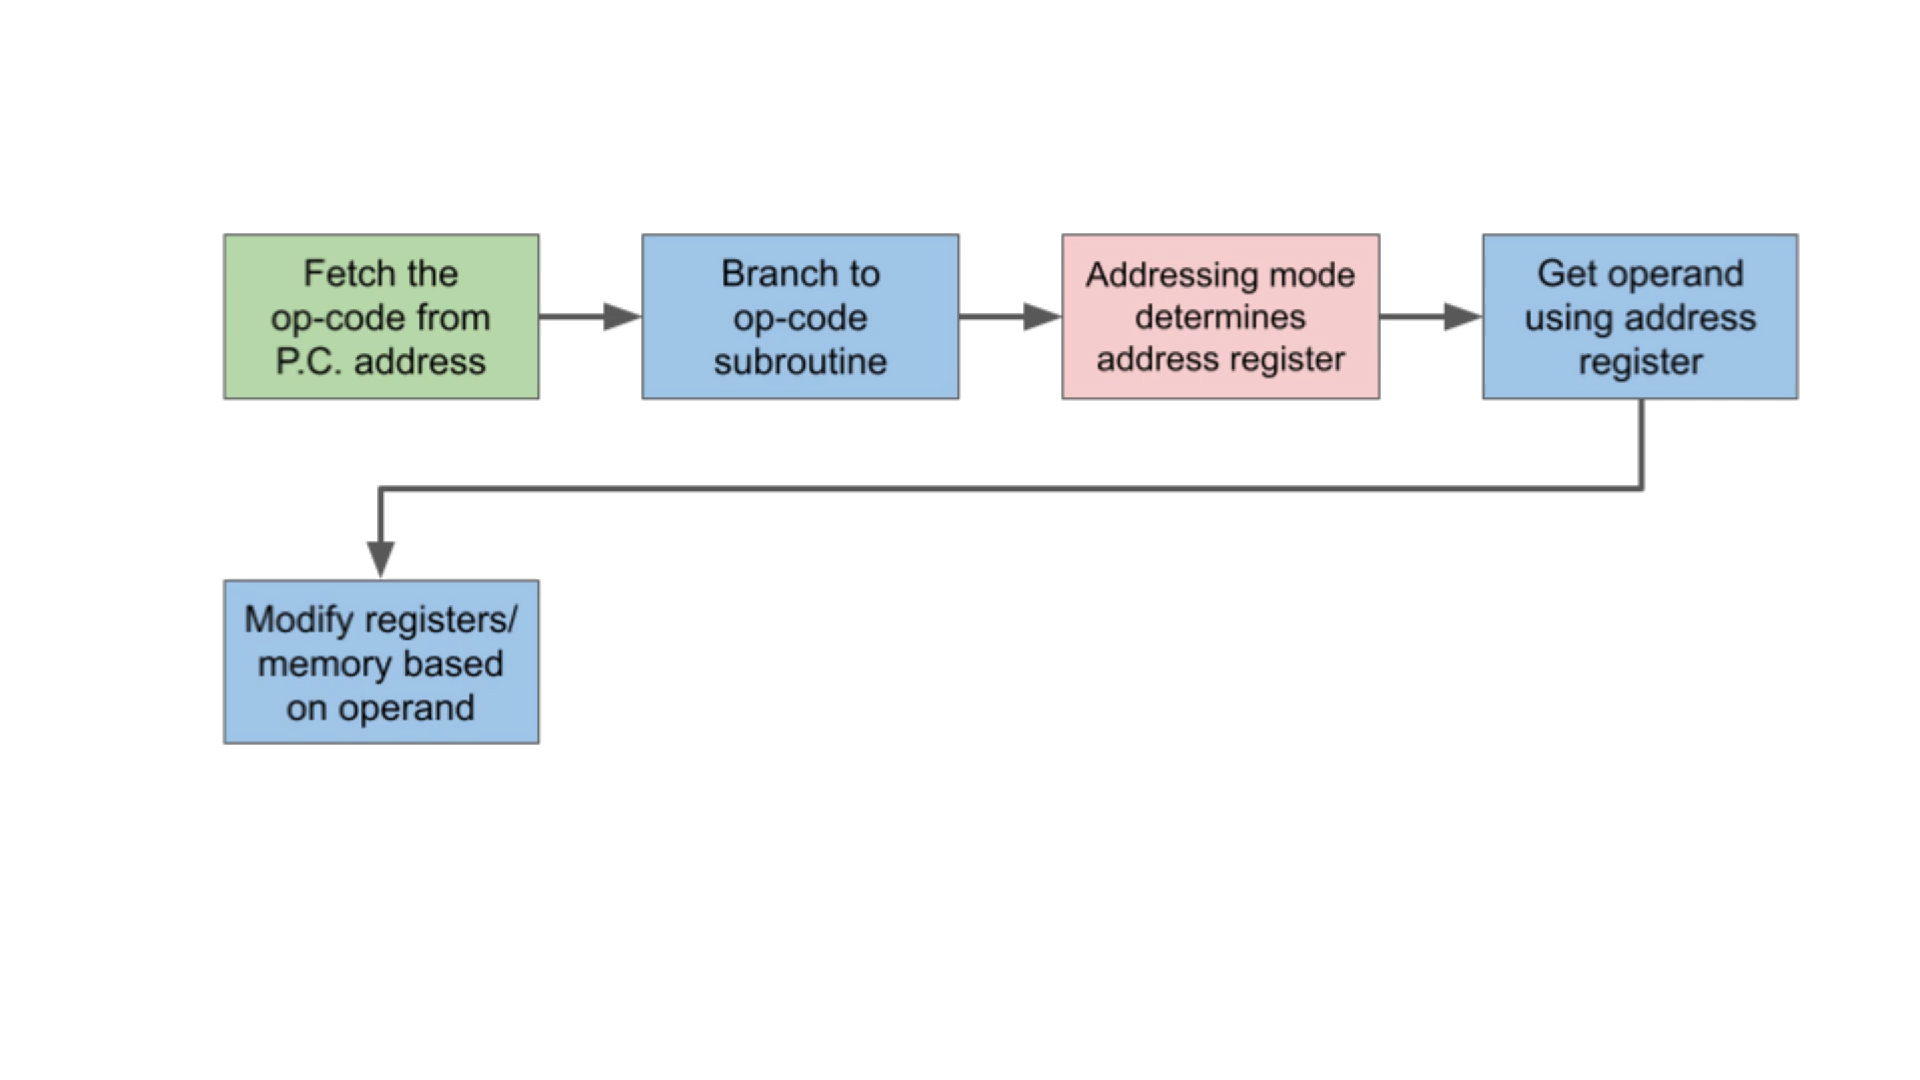 Fetch the
op-code from
P.C. address
Branch to
op-code
subroutine
Addressing mode
determines
address register
Get operand
using address
register
Modify registers/
memory based
on operand